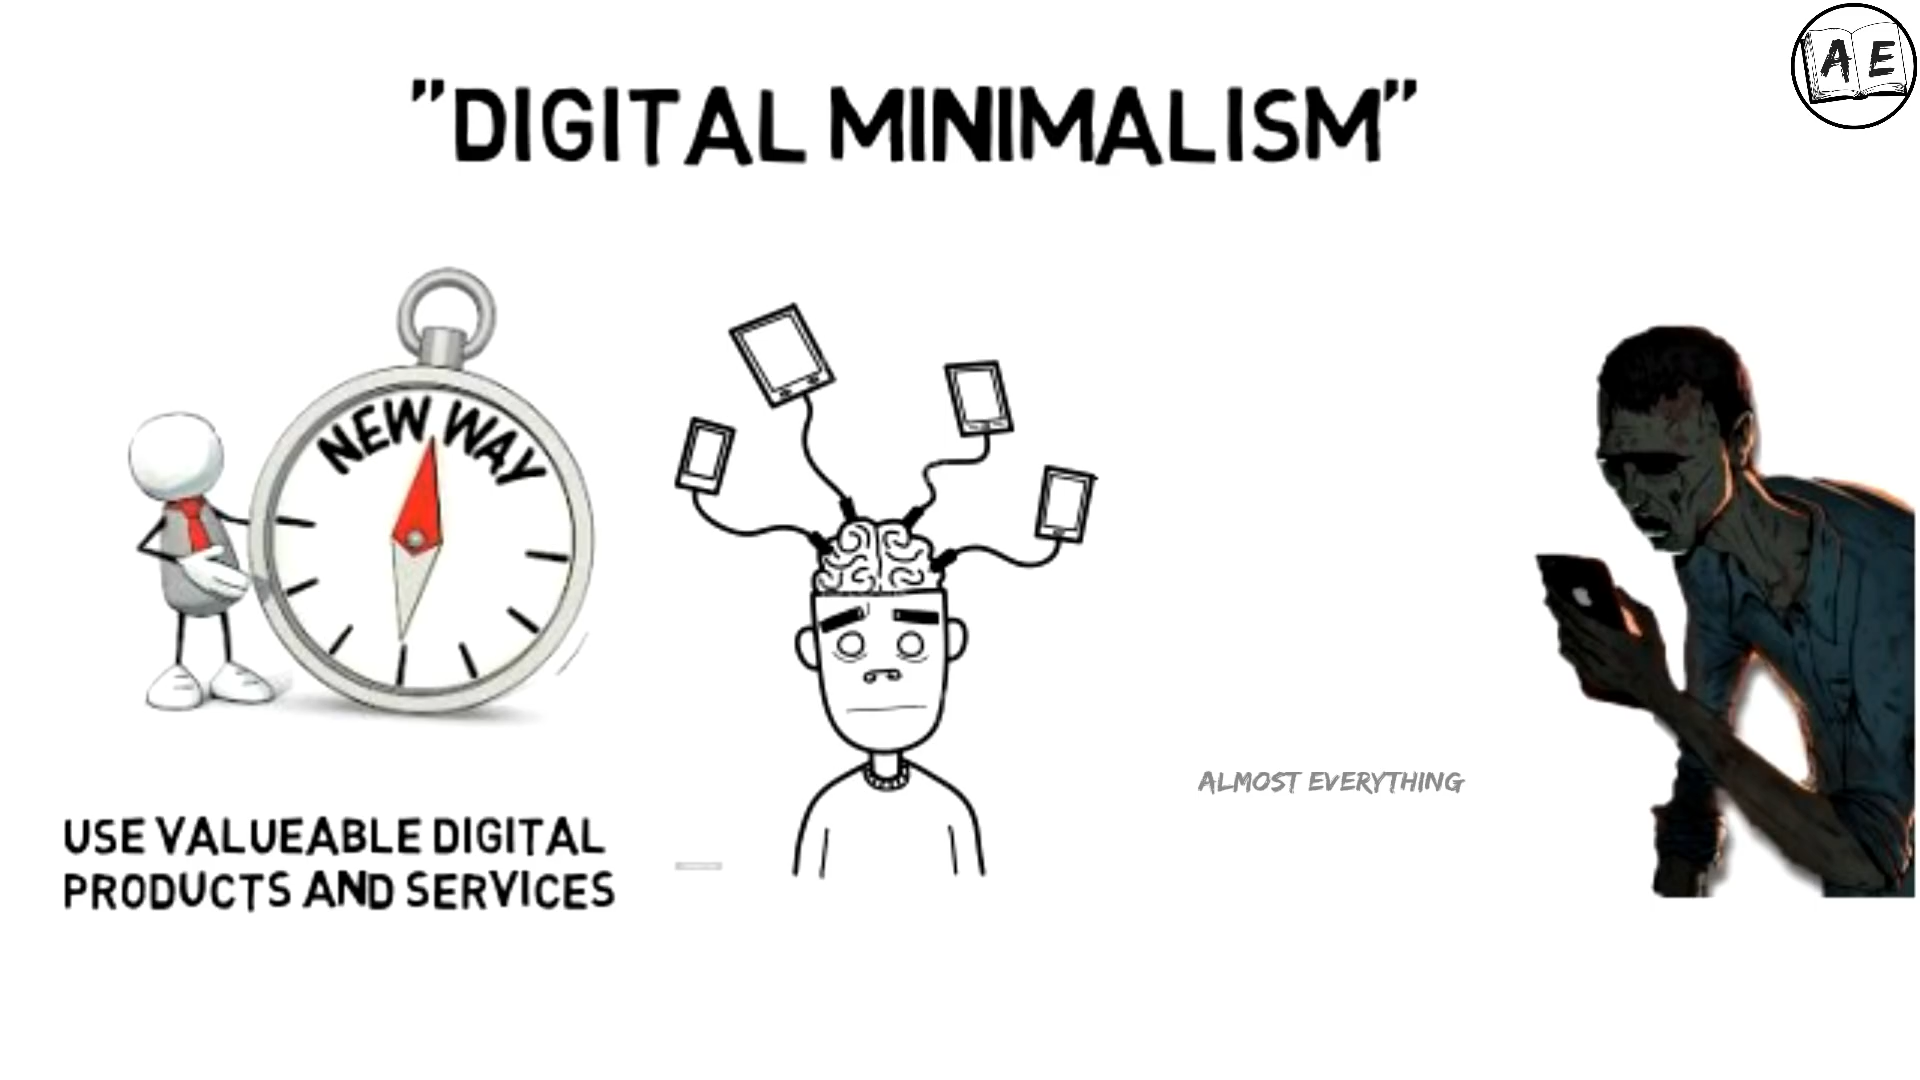 A E
"DIGITAL MINIMALISM"
NEW WAY
ALMOST EVERYTHING
USE VALUEABLE DIGITAL
PRODUCTS AND SERVICES